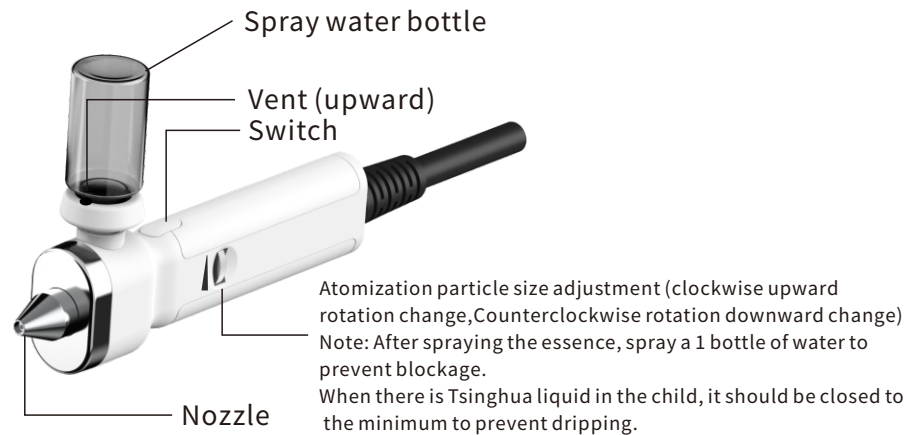 Spray water bottle
Vent (upward)
Switch
Atomization particle size adjustment (clockwise upward
rotation change,Counterclockwise rotation downward change)
Note: After spraying the essence, spray a 1 bottle of water to
prevent blockage.
When there is Tsinghua liquid in the child, it should be closed to
the minimum to prevent dripping.
Nozzle